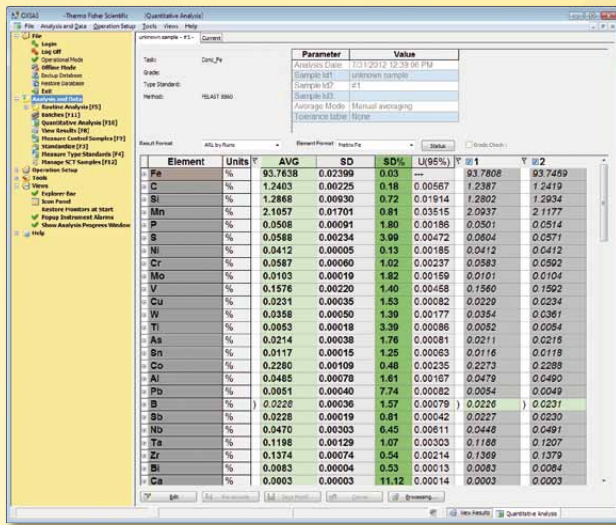 OXSAS - Thermo Fisher Scientific [Quantitative Analysis]
File Analysis and Data Operation Setup Tools Views Help
File
Login
Log Off
Operational Mode
Offline Mode
Backup Database
Restore Database
Exit
Analysis and Data
Routine Analysis [F5]
Batches [F11]
Quantitative Analysis [F10]
View Results [F8]
Measure Control Samples [F7]
Standardize [F3]
Measure Type Standards [F4]
Manage SCT Samples [F12]
Operation Setup
Tools
Views
Explorer Bar
Icon Panel
Restore Monitors at Start
Popup Instrument Alarms
Show Analysis Progress Window
Help
unknown sample - #1 - Current
Task: Conc_Fe
Grade:
Type Standard:
Method: FELAST 8860
Parameter Value
Analysis Date 7/31/2012 12:39:06 PM
Sample Id1 unknown sample
Sample Id2 #1
Sample Id3
Average Mode Manual averaging
Tolerance table None
Result Format ARL by Runs Element Format Matrix Fe Status Grade Check
Element Units AVG SD SD% U(95%) 1 2
Fe % 93.7638 0.02399 0.03 --- 93.7808 93.7469
C % 1.2403 0.00225 0.18 0.00567 1.2387 1.2419
Si % 1.2868 0.00930 0.72 0.01914 1.2802 1.2934
Mn % 2.1057 0.01701 0.81 0.03515 2.0937 2.1177
P % 0.0508 0.00091 1.80 0.00186 0.0501 0.0514
S % 0.0588 0.00234 3.99 0.00472 0.0604 0.0571
Ni % 0.0412 0.00005 0.13 0.00185 0.0412 0.0412
Cr % 0.0587 0.00060 1.02 0.00237 0.0583 0.0592
Mo % 0.0103 0.00019 1.82 0.00159 0.0101 0.0104
V % 0.1576 0.00220 1.40 0.00458 0.1560 0.1592
Cu % 0.0231 0.00035 1.53 0.00082 0.0229 0.0234
W % 0.0358 0.00050 1.39 0.00177 0.0354 0.0361
Ti % 0.0053 0.00018 3.39 0.00086 0.0052 0.0054
As % 0.0214 0.00038 1.76 0.00081 0.0211 0.0216
Sn % 0.0117 0.00015 1.25 0.00063 0.0116 0.0118
Co % 0.2280 0.00109 0.48 0.00235 0.2273 0.2288
Al % 0.0485 0.00078 1.61 0.00167 0.0479 0.0490
Pb % 0.0051 0.00040 7.74 0.00082 0.0054 0.0049
B % ) 0.0228 0.00036 1.57 0.00079 ) 0.0226 ) 0.0231
Sb % 0.0228 0.00019 0.81 0.00042 0.0227 0.0230
Nb % 0.0470 0.00303 6.45 0.00611 0.0448 0.0491
Ta % 0.1198 0.00129 1.07 0.00303 0.1188 0.1207
Zr % 0.1374 0.00074 0.54 0.00214 0.1369 0.1379
Bi % 0.0083 0.00004 0.53 0.00013 0.0083 0.0084
Ca % 0.0003 0.00003 11.12 0.00014 0.0003 0.0003
Edit Processing...
View Results Quantitative Analysis